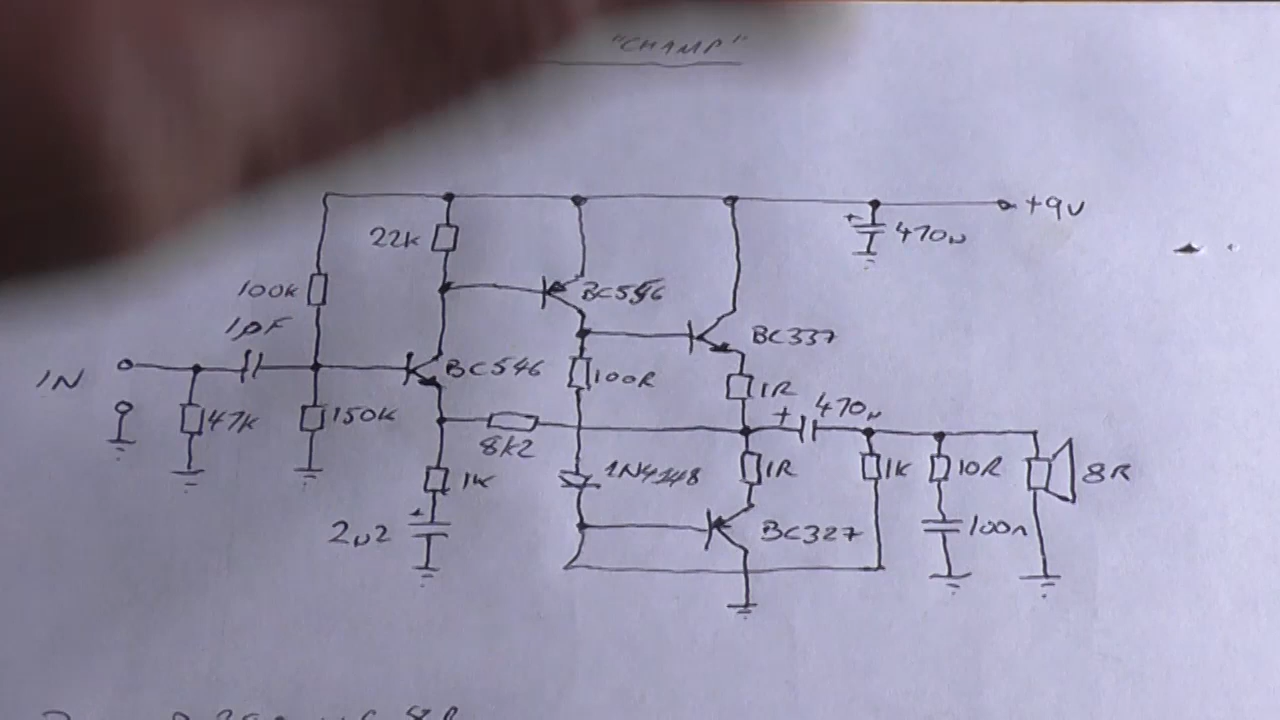 "CHAMP"
+9V
22K
470u
100K
BC556
1µF
BC337
IN
BC546
100R
1R
470u
47K
150K
8K2
1K
1N4148
1R
1K
10R
8R
2u2
BC327
100n